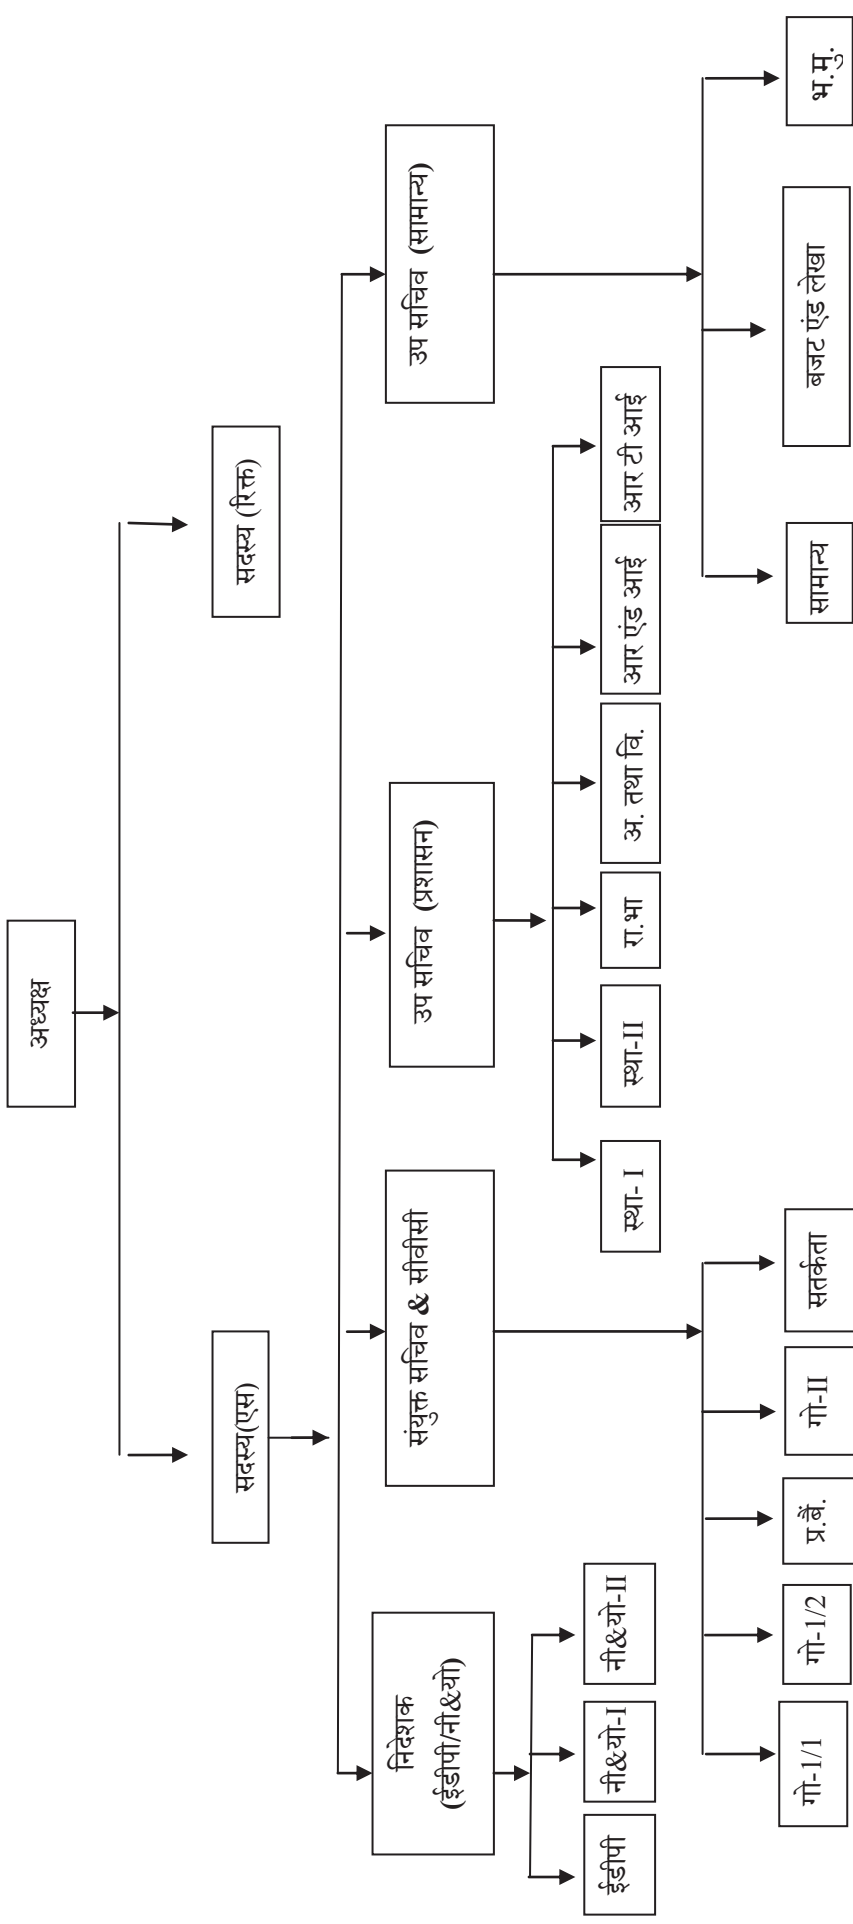 अध्यक्ष
सदस्य(एस)
सदस्य (रिक्त)
निदेशक
(ईडीपी/नी&यो)
संयुक्त सचिव & सीवीसी
उप सचिव (प्रशासन)
उप सचिव (सामान्य)
ईडीपी
नी&यो-I
नी&यो-II
स्था- I
स्था-II
रा.भा
अ. तथा वि.
आर एंड आई
आर टी आई
गो-1/1
गो-1/2
प्र.बैं.
गो-II
सतर्कता
सामान्य
बजट एंड लेखा
भ.मु.